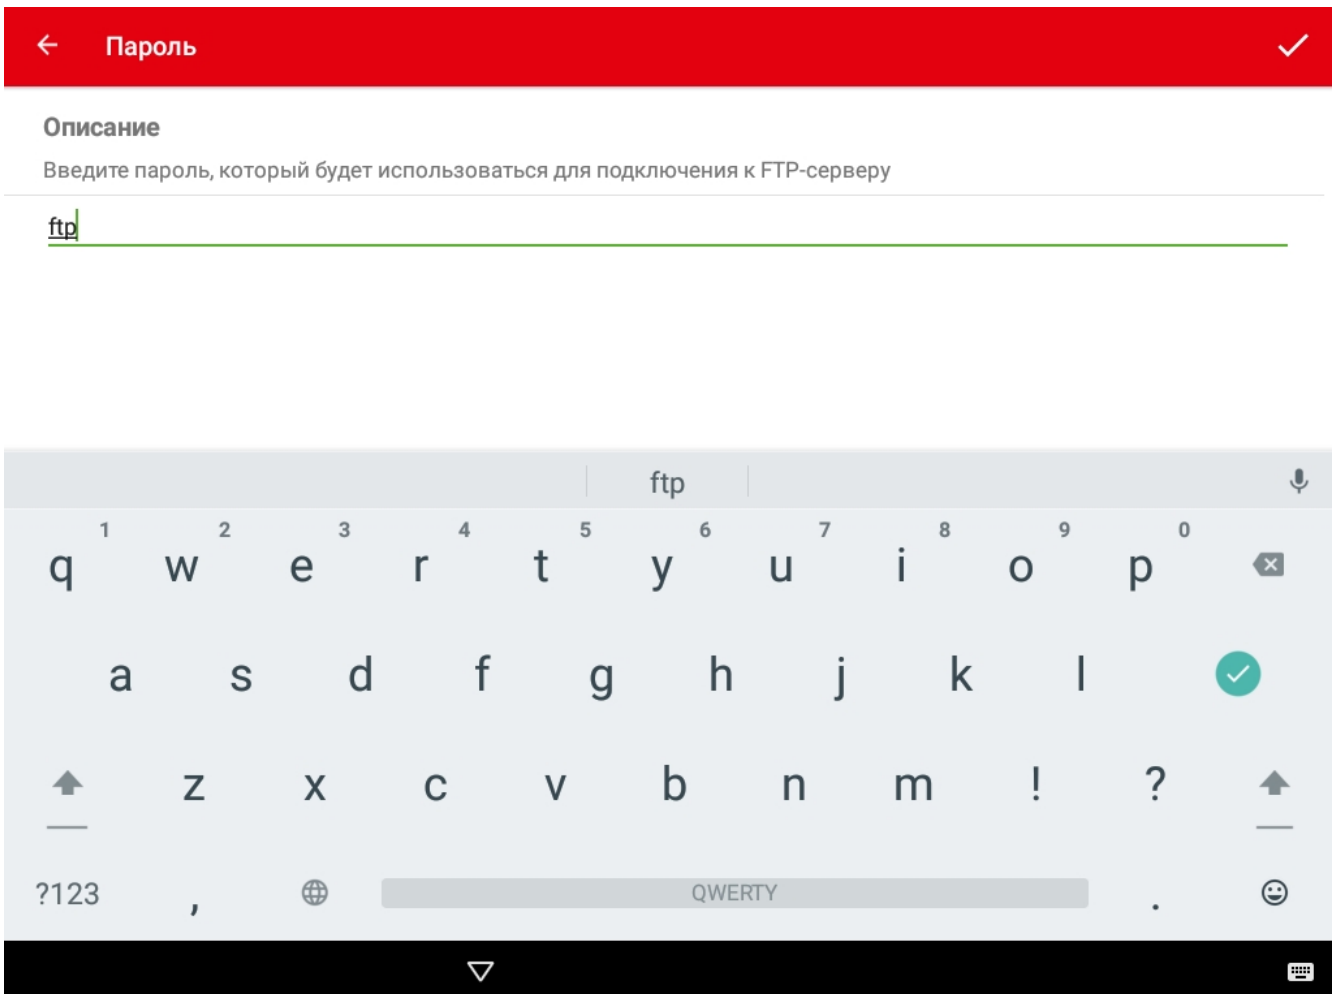 Пароль
Описание
Введите пароль, который будет использоваться для подключения к FTP-серверу
ftp
ftp
1 2 3 4 5 6 7 8 9 0
q w e r t y u i o p
a s d f g h j k l
z x c v b n m ! ?
?123 , QWERTY .